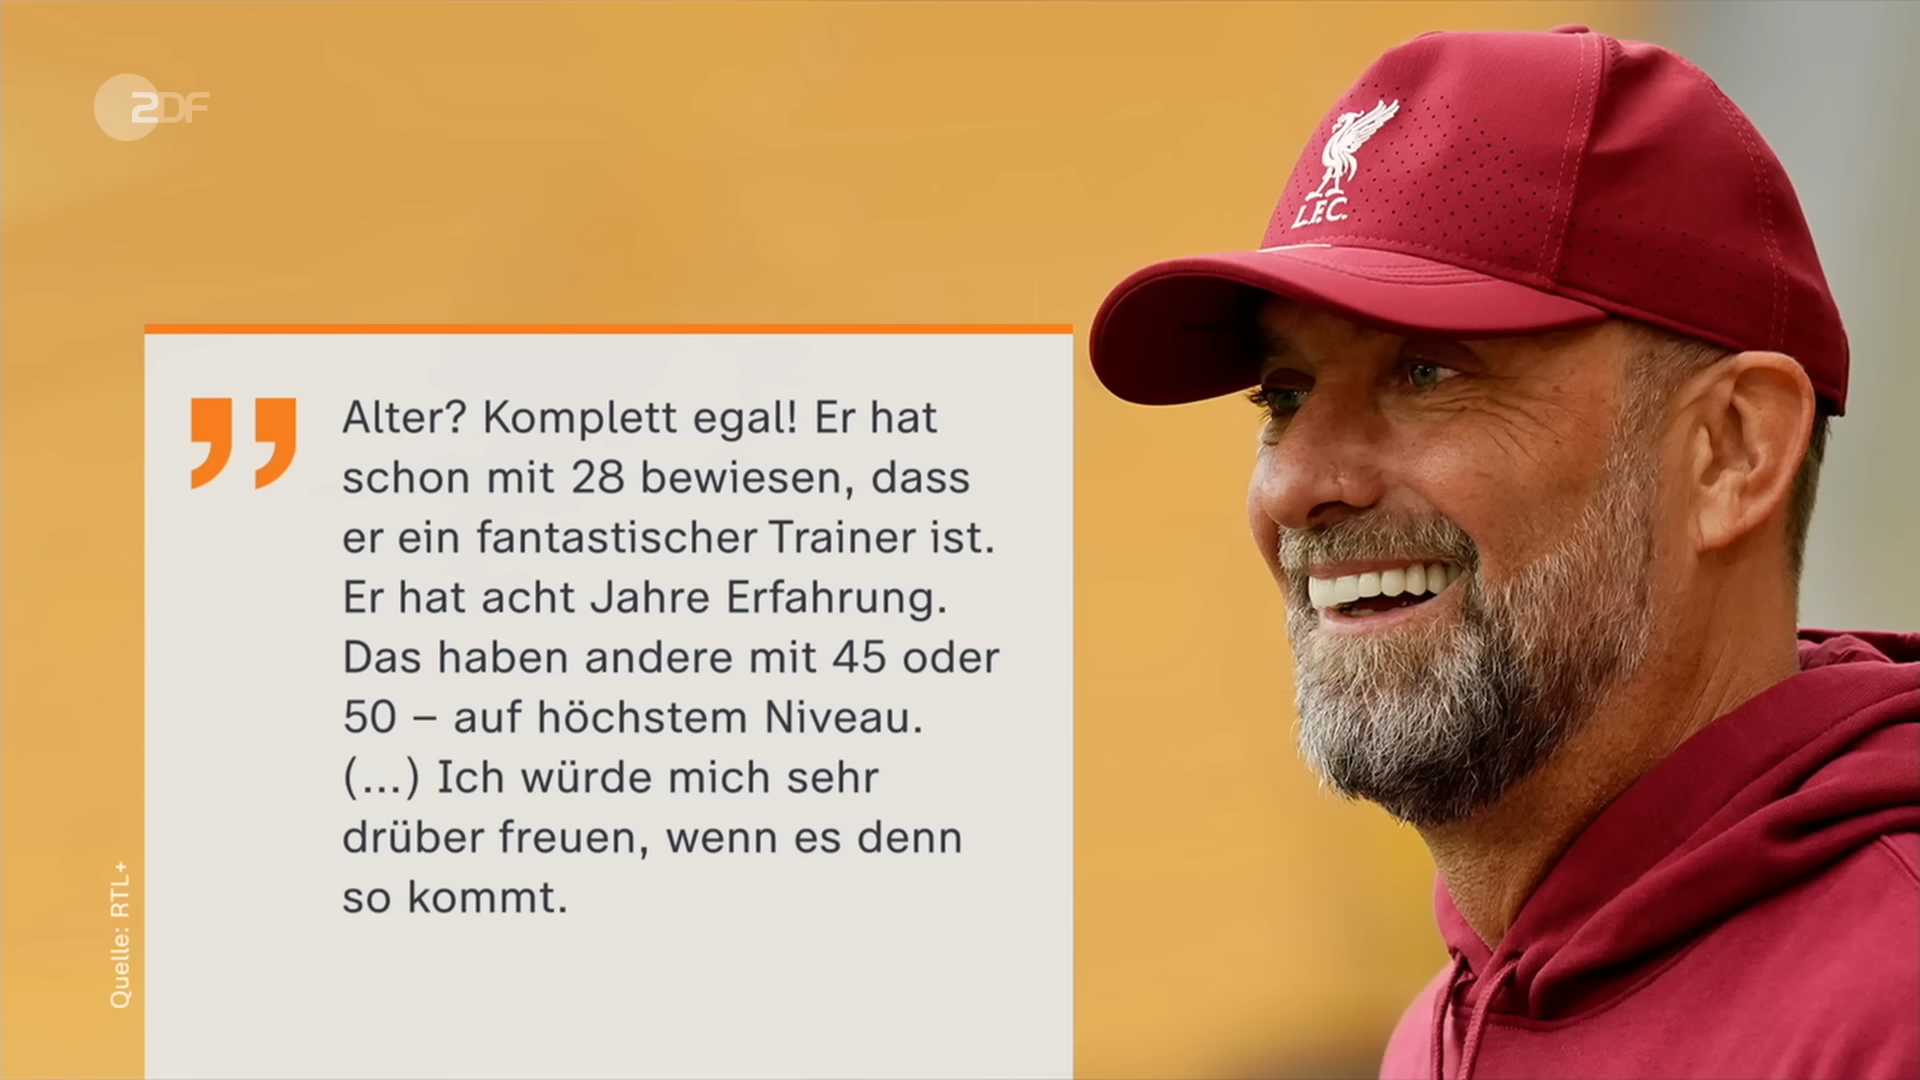 ZDF
L.F.C.
Alter? Komplett egal! Er hat
schon mit 28 bewiesen, dass
er ein fantastischer Trainer ist.
Er hat acht Jahre Erfahrung.
Das haben andere mit 45 oder
50 – auf höchstem Niveau.
(...) Ich würde mich sehr
drüber freuen, wenn es denn
so kommt.
Quelle: RTL+